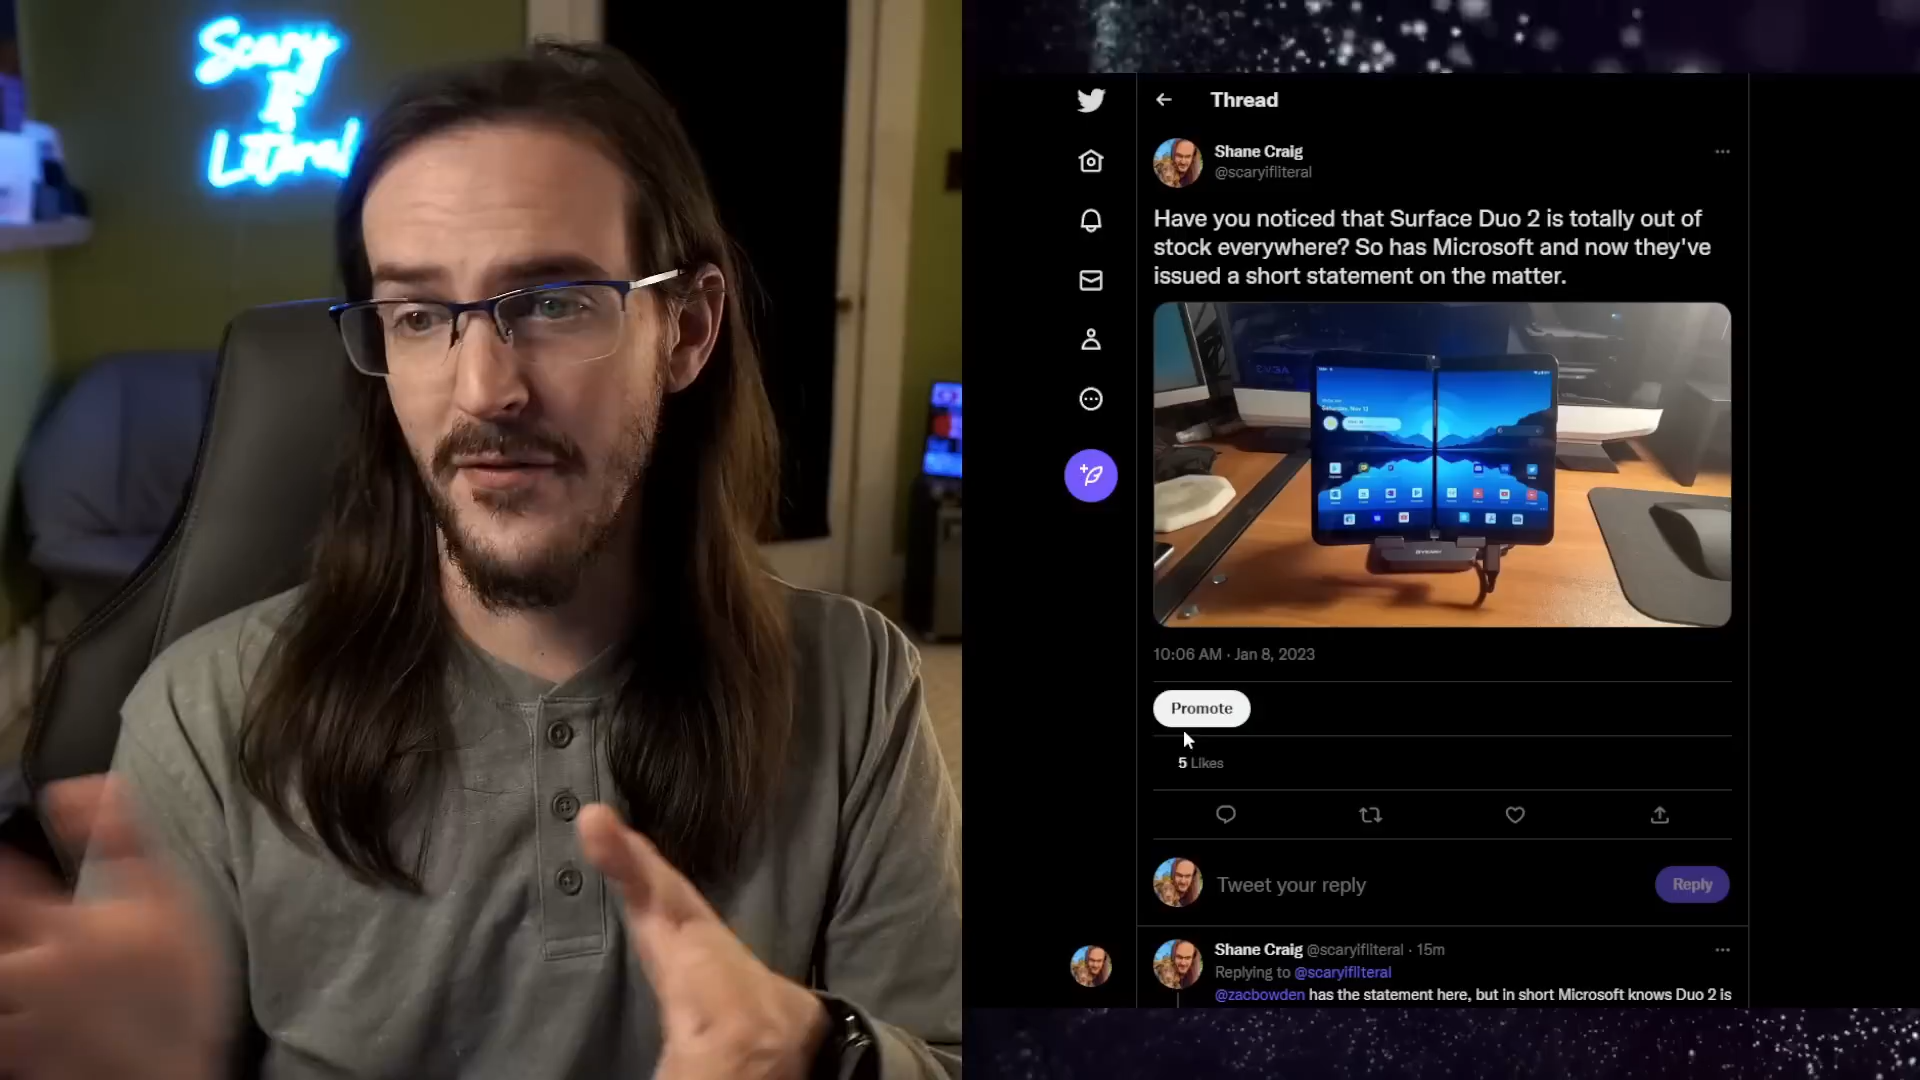 Scary
If
Literal
Thread
Shane Craig
@scaryifliteral
Have you noticed that Surface Duo 2 is totally out of
stock everywhere? So has Microsoft and now they've
issued a short statement on the matter.
EVGA
10:06 AM · Jan 8, 2023
Promote
5 Likes
Tweet your reply
Reply
Shane Craig @scaryifliteral · 15m
Replying to @scaryifliteral
@zacbowden has the statement here, but in short Microsoft knows Duo 2 is